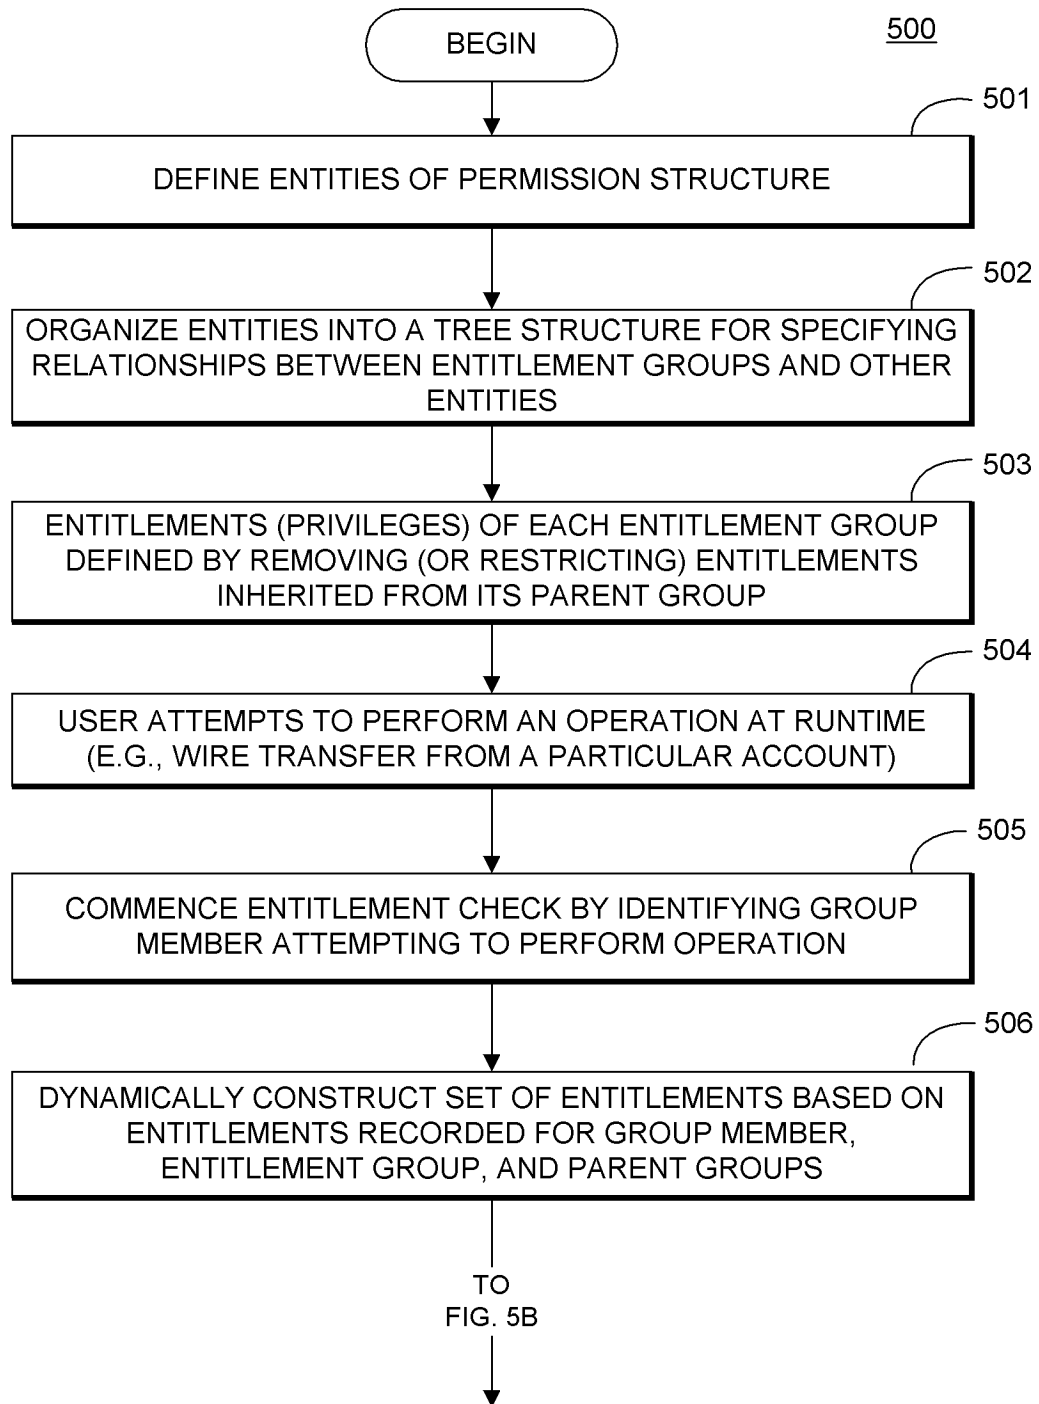 BEGIN
500
501
DEFINE ENTITIES OF PERMISSION STRUCTURE
502
ORGANIZE ENTITIES INTO A TREE STRUCTURE FOR SPECIFYING
RELATIONSHIPS BETWEEN ENTITLEMENT GROUPS AND OTHER
ENTITIES
503
ENTITLEMENTS (PRIVILEGES) OF EACH ENTITLEMENT GROUP
DEFINED BY REMOVING (OR RESTRICTING) ENTITLEMENTS
INHERITED FROM ITS PARENT GROUP
504
USER ATTEMPTS TO PERFORM AN OPERATION AT RUNTIME
(E.G., WIRE TRANSFER FROM A PARTICULAR ACCOUNT)
505
COMMENCE ENTITLEMENT CHECK BY IDENTIFYING GROUP
MEMBER ATTEMPTING TO PERFORM OPERATION
506
DYNAMICALLY CONSTRUCT SET OF ENTITLEMENTS BASED ON
ENTITLEMENTS RECORDED FOR GROUP MEMBER,
ENTITLEMENT GROUP, AND PARENT GROUPS
TO
FIG. 5B